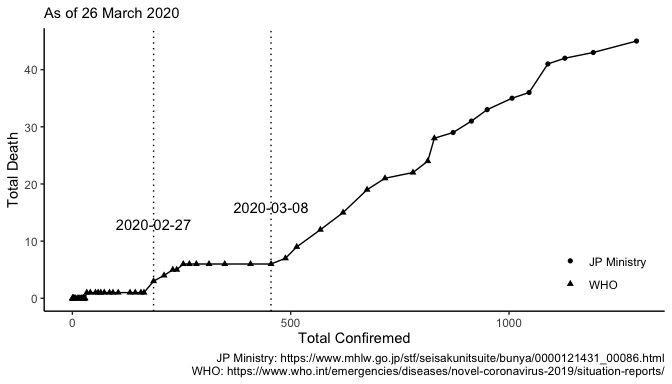 As of 26 March 2020
Total Death
40
30
20
10
0
2020-02-27
2020-03-08
JP Ministry
WHO
0
500
1000
Total Confirmed
JP Ministry: https://www.mhlw.go.jp/stf/seisakunitsuite/bunya/0000121431_00086.html
WHO: https://www.who.int/emergencies/diseases/novel-coronavirus-2019/situation-reports/